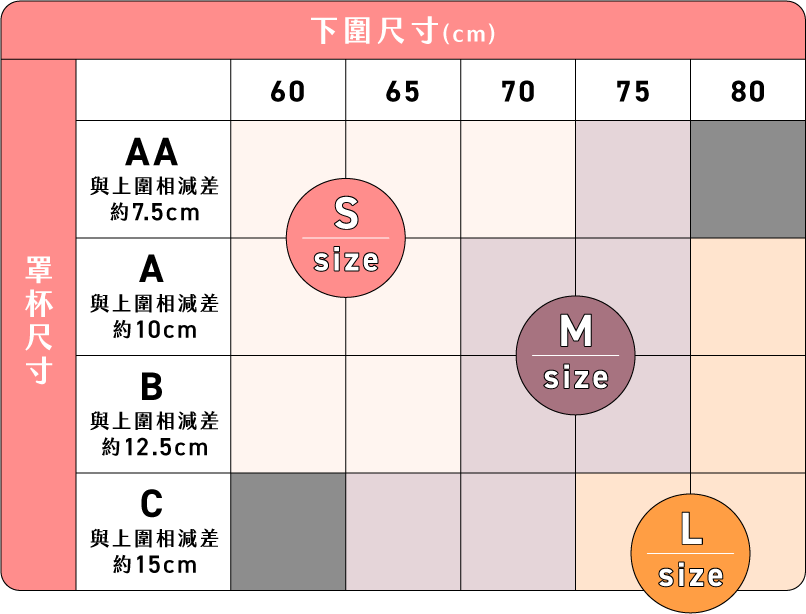 下圍尺寸(cm)
罩杯尺寸
60 65 70 75 80
AA
與上圍相減差
約7.5cm
S
size
A
與上圍相減差
約10cm
M
size
B
與上圍相減差
約12.5cm
C
與上圍相減差
約15cm
L
size